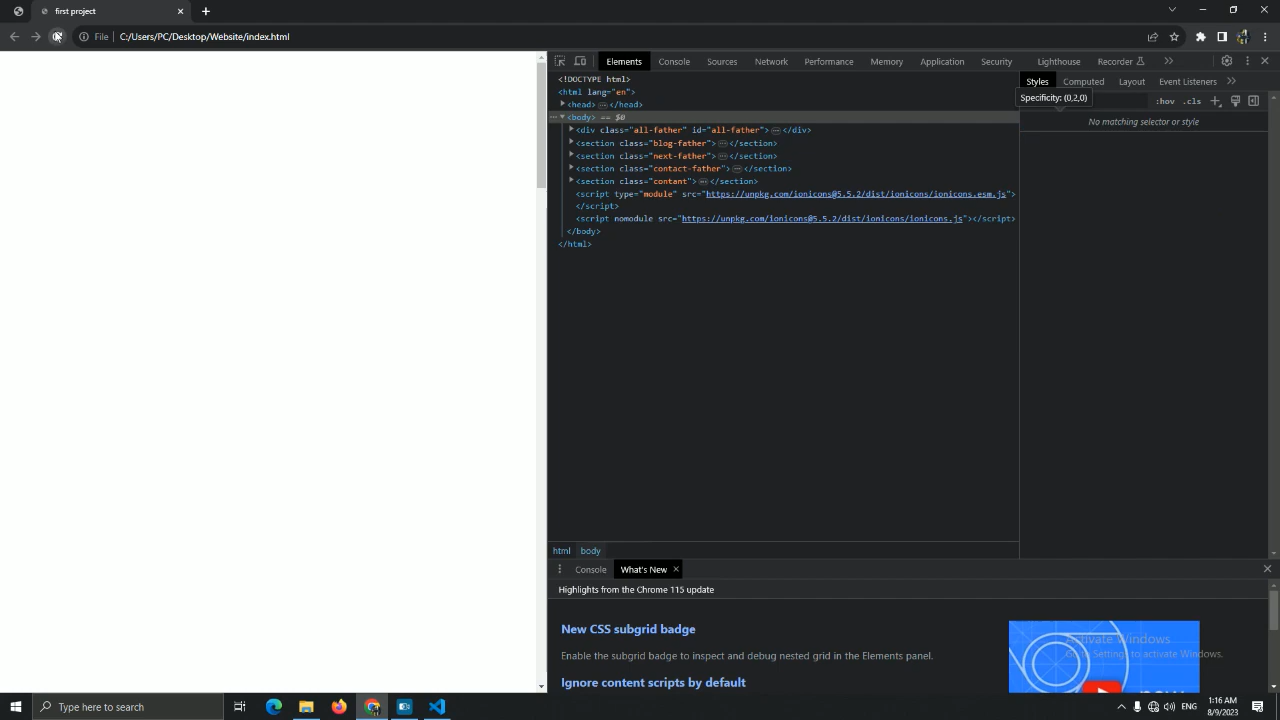 first project
File
C:/Users/PC/Desktop/Website/index.html
Elements
Console
Sources
Network
Performance
Memory
Application
Security
Lighthouse
Recorder
<!DOCTYPE html>
<html lang="en">
<head> ⋯ </head>
<body> == $0
<div class="all-father" id="all-father"> ⋯ </div>
<section class="blog-father"> ⋯ </section>
<section class="next-father"> ⋯ </section>
<section class="contact-father"> ⋯ </section>
<section class="contant"> ⋯ </section>
<script type="module" src="https://unpkg.com/ionicons@5.5.2/dist/ionicons/ionicons.esm.js">
</script>
<script nomodule src="https://unpkg.com/ionicons@5.5.2/dist/ionicons/ionicons.js"></script>
</body>
</html>
Styles
Computed
Layout
Event Listeners
Specificity: (0,2,0)
:hov
.cls
No matching selector or style
html
body
Console
What's New
Highlights from the Chrome 115 update
New CSS subgrid badge
Enable the subgrid badge to inspect and debug nested grid in the Elements panel.
Ignore content scripts by default
Activate Windows
Go to Settings to activate Windows.
Type here to search
ENG
1:16 AM
8/9/2023